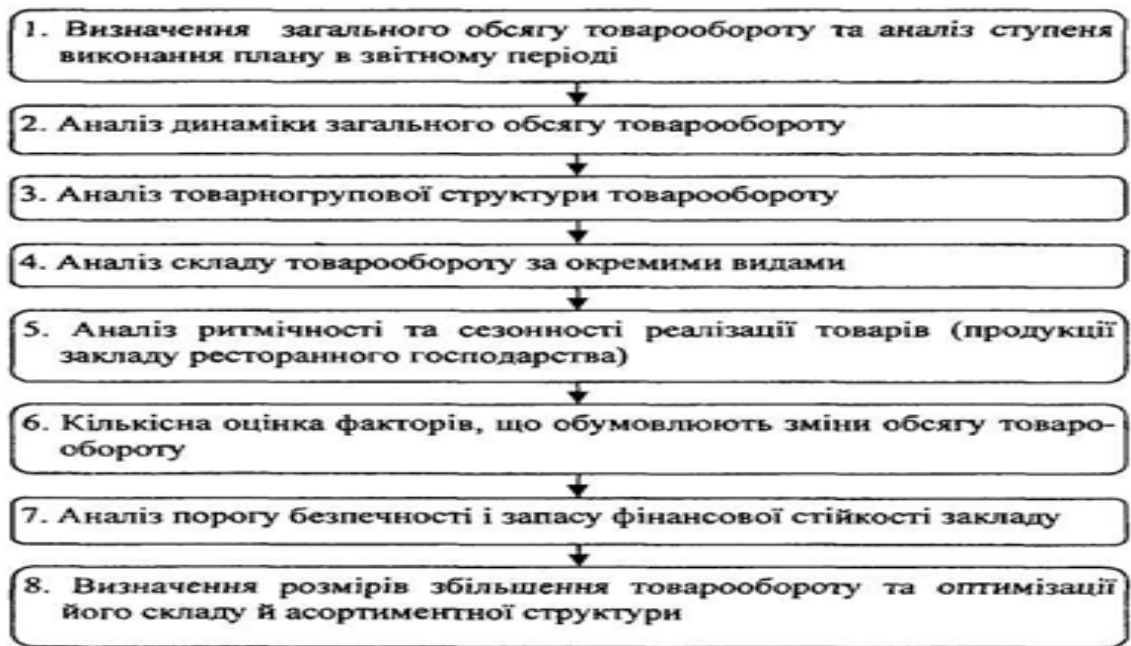 1. Визначення загального обсягу товарообороту та аналіз ступеня
виконання плану в звітному періоді
2. Аналіз динаміки загального обсягу товарообороту
3. Аналіз товарногрупової структури товарообороту
4. Аналіз складу товарообороту за окремими видами
5. Аналіз ритмічності та сезонності реалізації товарів (продукції
закладу ресторанного господарства)
6. Кількісна оцінка факторів, що обумовлюють зміни обсягу товаро-
обороту
7. Аналіз порогу безпечності і запасу фінансової стійкості закладу
8. Визначення розмірів збільшення товарообороту та оптимізації
його складу й асортиментної структури